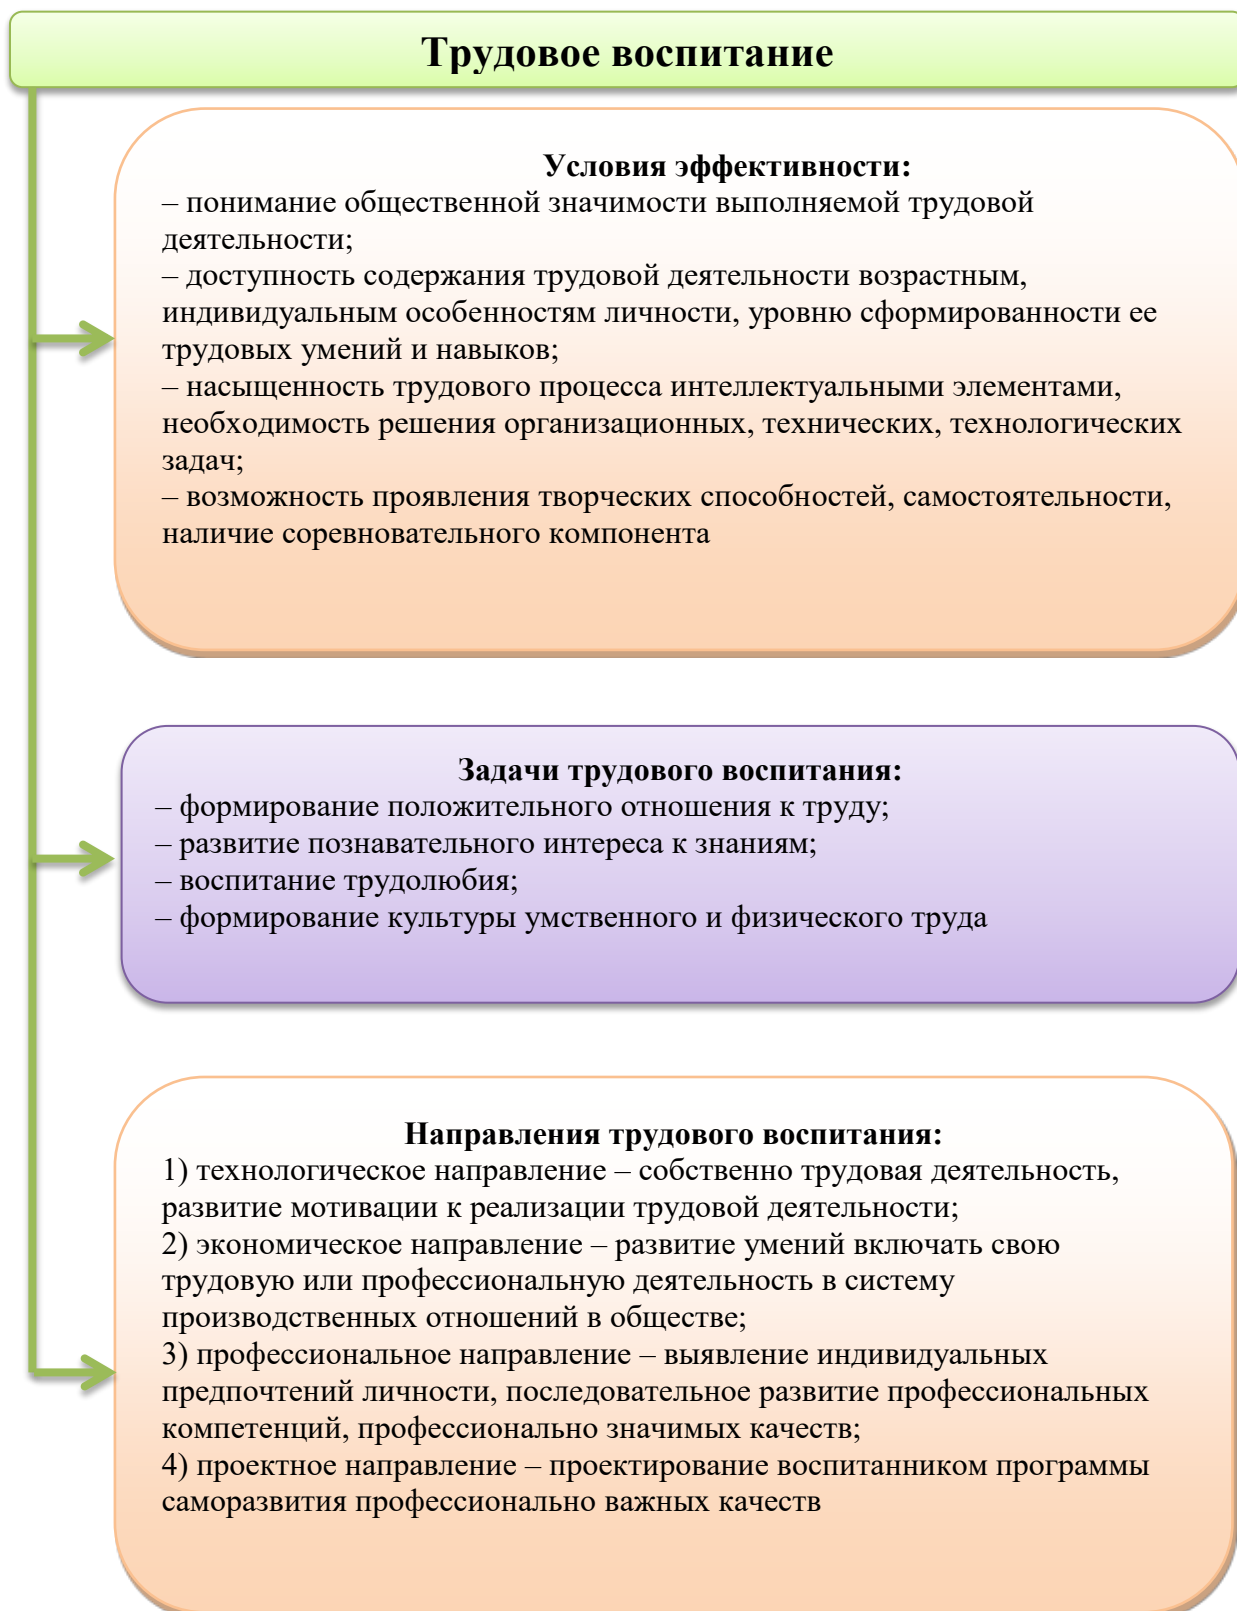 Трудовое воспитание
Условия эффективности:
– понимание общественной значимости выполняемой трудовой
деятельности;
– доступность содержания трудовой деятельности возрастным,
индивидуальным особенностям личности, уровню сформированности ее
трудовых умений и навыков;
– насыщенность трудового процесса интеллектуальными элементами,
необходимость решения организационных, технических, технологических
задач;
– возможность проявления творческих способностей, самостоятельности,
наличие соревновательного компонента
Задачи трудового воспитания:
– формирование положительного отношения к труду;
– развитие познавательного интереса к знаниям;
– воспитание трудолюбия;
– формирование культуры умственного и физического труда
Направления трудового воспитания:
1) технологическое направление – собственно трудовая деятельность,
развитие мотивации к реализации трудовой деятельности;
2) экономическое направление – развитие умений включать свою
трудовую или профессиональную деятельность в систему
производственных отношений в обществе;
3) профессиональное направление – выявление индивидуальных
предпочтений личности, последовательное развитие профессиональных
компетенций, профессионально значимых качеств;
4) проектное направление – проектирование воспитанником программы
саморазвития профессионально важных качеств